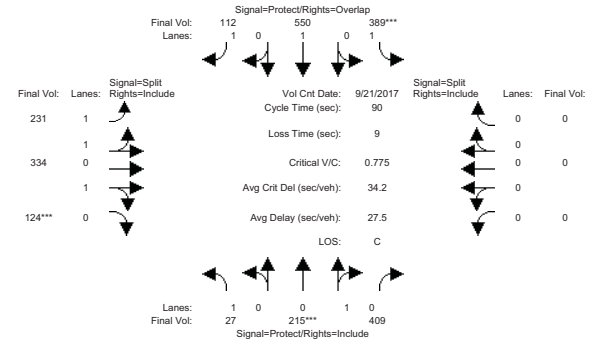 Signal=Protect/Rights=Overlap
Final Vol: 112 550 389***
Lanes: 1 0 1 0 1
Signal=Split Signal=Split
Final Vol: Lanes: Rights=Include Vol Cnt Date: 9/21/2017 Rights=Include Lanes: Final Vol:
Cycle Time (sec): 90
231 1 0 0
Loss Time (sec): 9
1 0
334 0 Critical V/C: 0.775 0 0
1 Avg Crit Del (sec/veh): 34.2 0
124*** 0 Avg Delay (sec/veh): 27.5 0 0
LOS: C
Lanes: 1 0 0 1 0
Final Vol: 27 215*** 409
Signal=Protect/Rights=Include